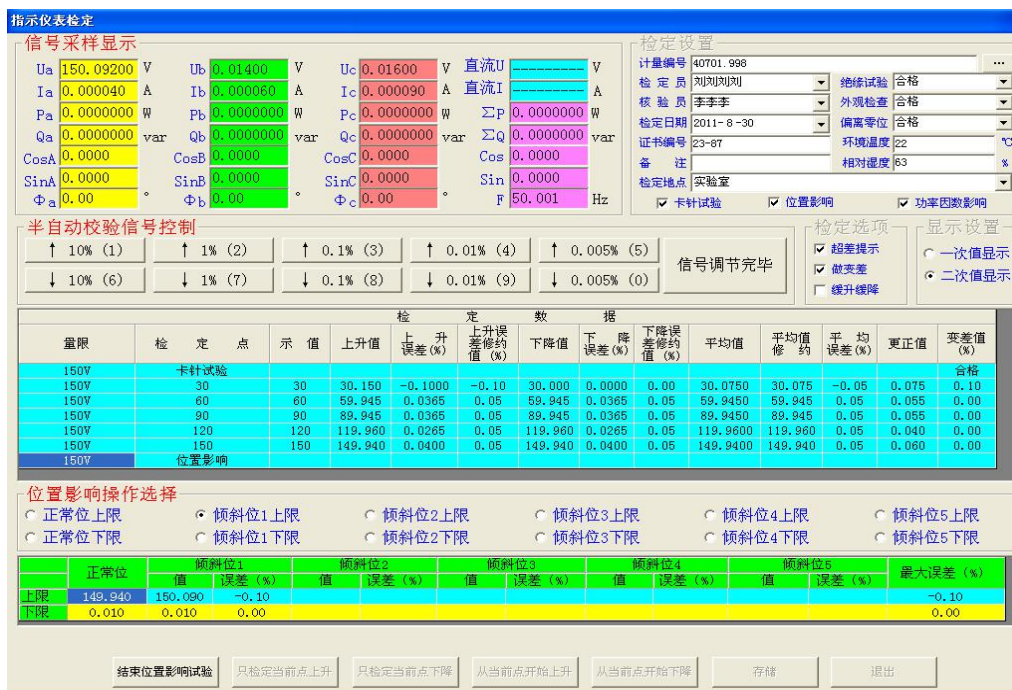 指示仪表检定
信号采样显示
Ua 150.09200 V Ub 0.01400 V Uc 0.01600 V 直流U --------- V
Ia 0.000040 A Ib 0.000060 A Ic 0.000090 A 直流I --------- A
Pa 0.0000000 W Pb 0.0000000 W Pc 0.0000000 W ΣP 0.0000000 W
Qa 0.0000000 var Qb 0.0000000 var Qc 0.0000000 var ΣQ 0.0000000 var
CosA 0.0000 CosB 0.0000 CosC 0.0000 Cos 0.0000
SinA 0.0000 SinB 0.0000 SinC 0.0000 Sin 0.0000
Φa 0.00 ° Φb 0.00 ° Φc 0.00 ° F 50.001 Hz
检定设置
计量编号 40701.998 ...
检 定 员 刘刘刘刘 绝缘试验 合格
核 验 员 李李李 外观检查 合格
检定日期 2011- 8 -30 偏离零位 合格
证书编号 23-87 环境温度 22 ℃
备 注 相对湿度 63 %
检定地点 实验室
卡针试验 位置影响 功率因数影响
半自动校验信号控制
↑ 10% (1) ↑ 1% (2) ↑ 0.1% (3) ↑ 0.01% (4) ↑ 0.005% (5)
↓ 10% (6) ↓ 1% (7) ↓ 0.1% (8) ↓ 0.01% (9) ↓ 0.005% (0)
信号调节完毕
检定选项
超差提示
做变差
缓升缓降
显示设置
一次值显示
二次值显示
检 定 数 据
量限 检 定 点 示 值 上升值 上 升误差(%) 上升误差修约值 (%) 下降值 下 降误差(%) 下降误差修约值 (%) 平均值 平均值修 约 平 均误差(%) 更正值 变差值(%)
150V 卡针试验 合格
150V 30 30 30.150 -0.1000 -0.10 30.000 0.0000 0.00 30.0750 30.075 -0.05 0.075 0.10
150V 60 60 59.945 0.0365 0.05 59.945 0.0365 0.05 59.9450 59.945 0.05 0.055 0.00
150V 90 90 89.945 0.0365 0.05 89.945 0.0365 0.05 89.9450 89.945 0.05 0.055 0.00
150V 120 120 119.960 0.0265 0.05 119.960 0.0265 0.05 119.9600 119.960 0.05 0.040 0.00
150V 150 150 149.940 0.0400 0.05 149.940 0.0400 0.05 149.9400 149.940 0.05 0.060 0.00
150V 位置影响
位置影响操作选择
正常位上限 倾斜位1上限 倾斜位2上限 倾斜位3上限 倾斜位4上限 倾斜位5上限
正常位下限 倾斜位1下限 倾斜位2下限 倾斜位3下限 倾斜位4下限 倾斜位5下限
正常位 倾斜位1 倾斜位2 倾斜位3 倾斜位4 倾斜位5 最大误差 (%)
值 误差 (%) 值 误差 (%) 值 误差 (%) 值 误差 (%) 值 误差 (%)
上限 149.940 150.090 -0.10 -0.10
下限 0.010 0.010 0.00 0.00
结束位置影响试验 只检定当前点上升 只检定当前点下降 从当前点开始上升 从当前点开始下降 存储 退出